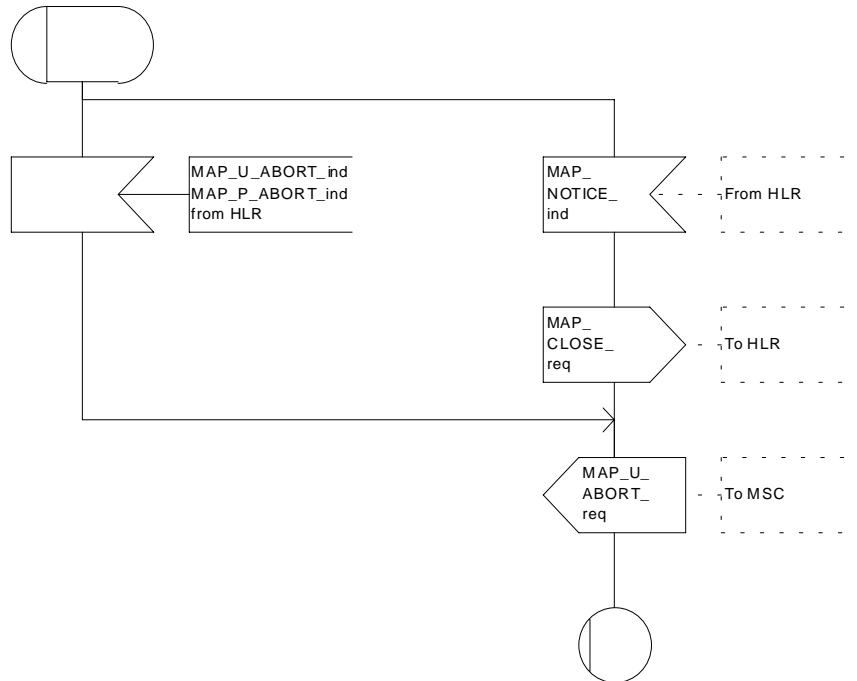 MAP_U_ABORT_ind
MAP_P_ABORT_ind
from HLR
MAP_
NOTICE_
ind
From HLR
MAP_
CLOSE_
req
To HLR
MAP_U_
ABORT_
req
To MSC